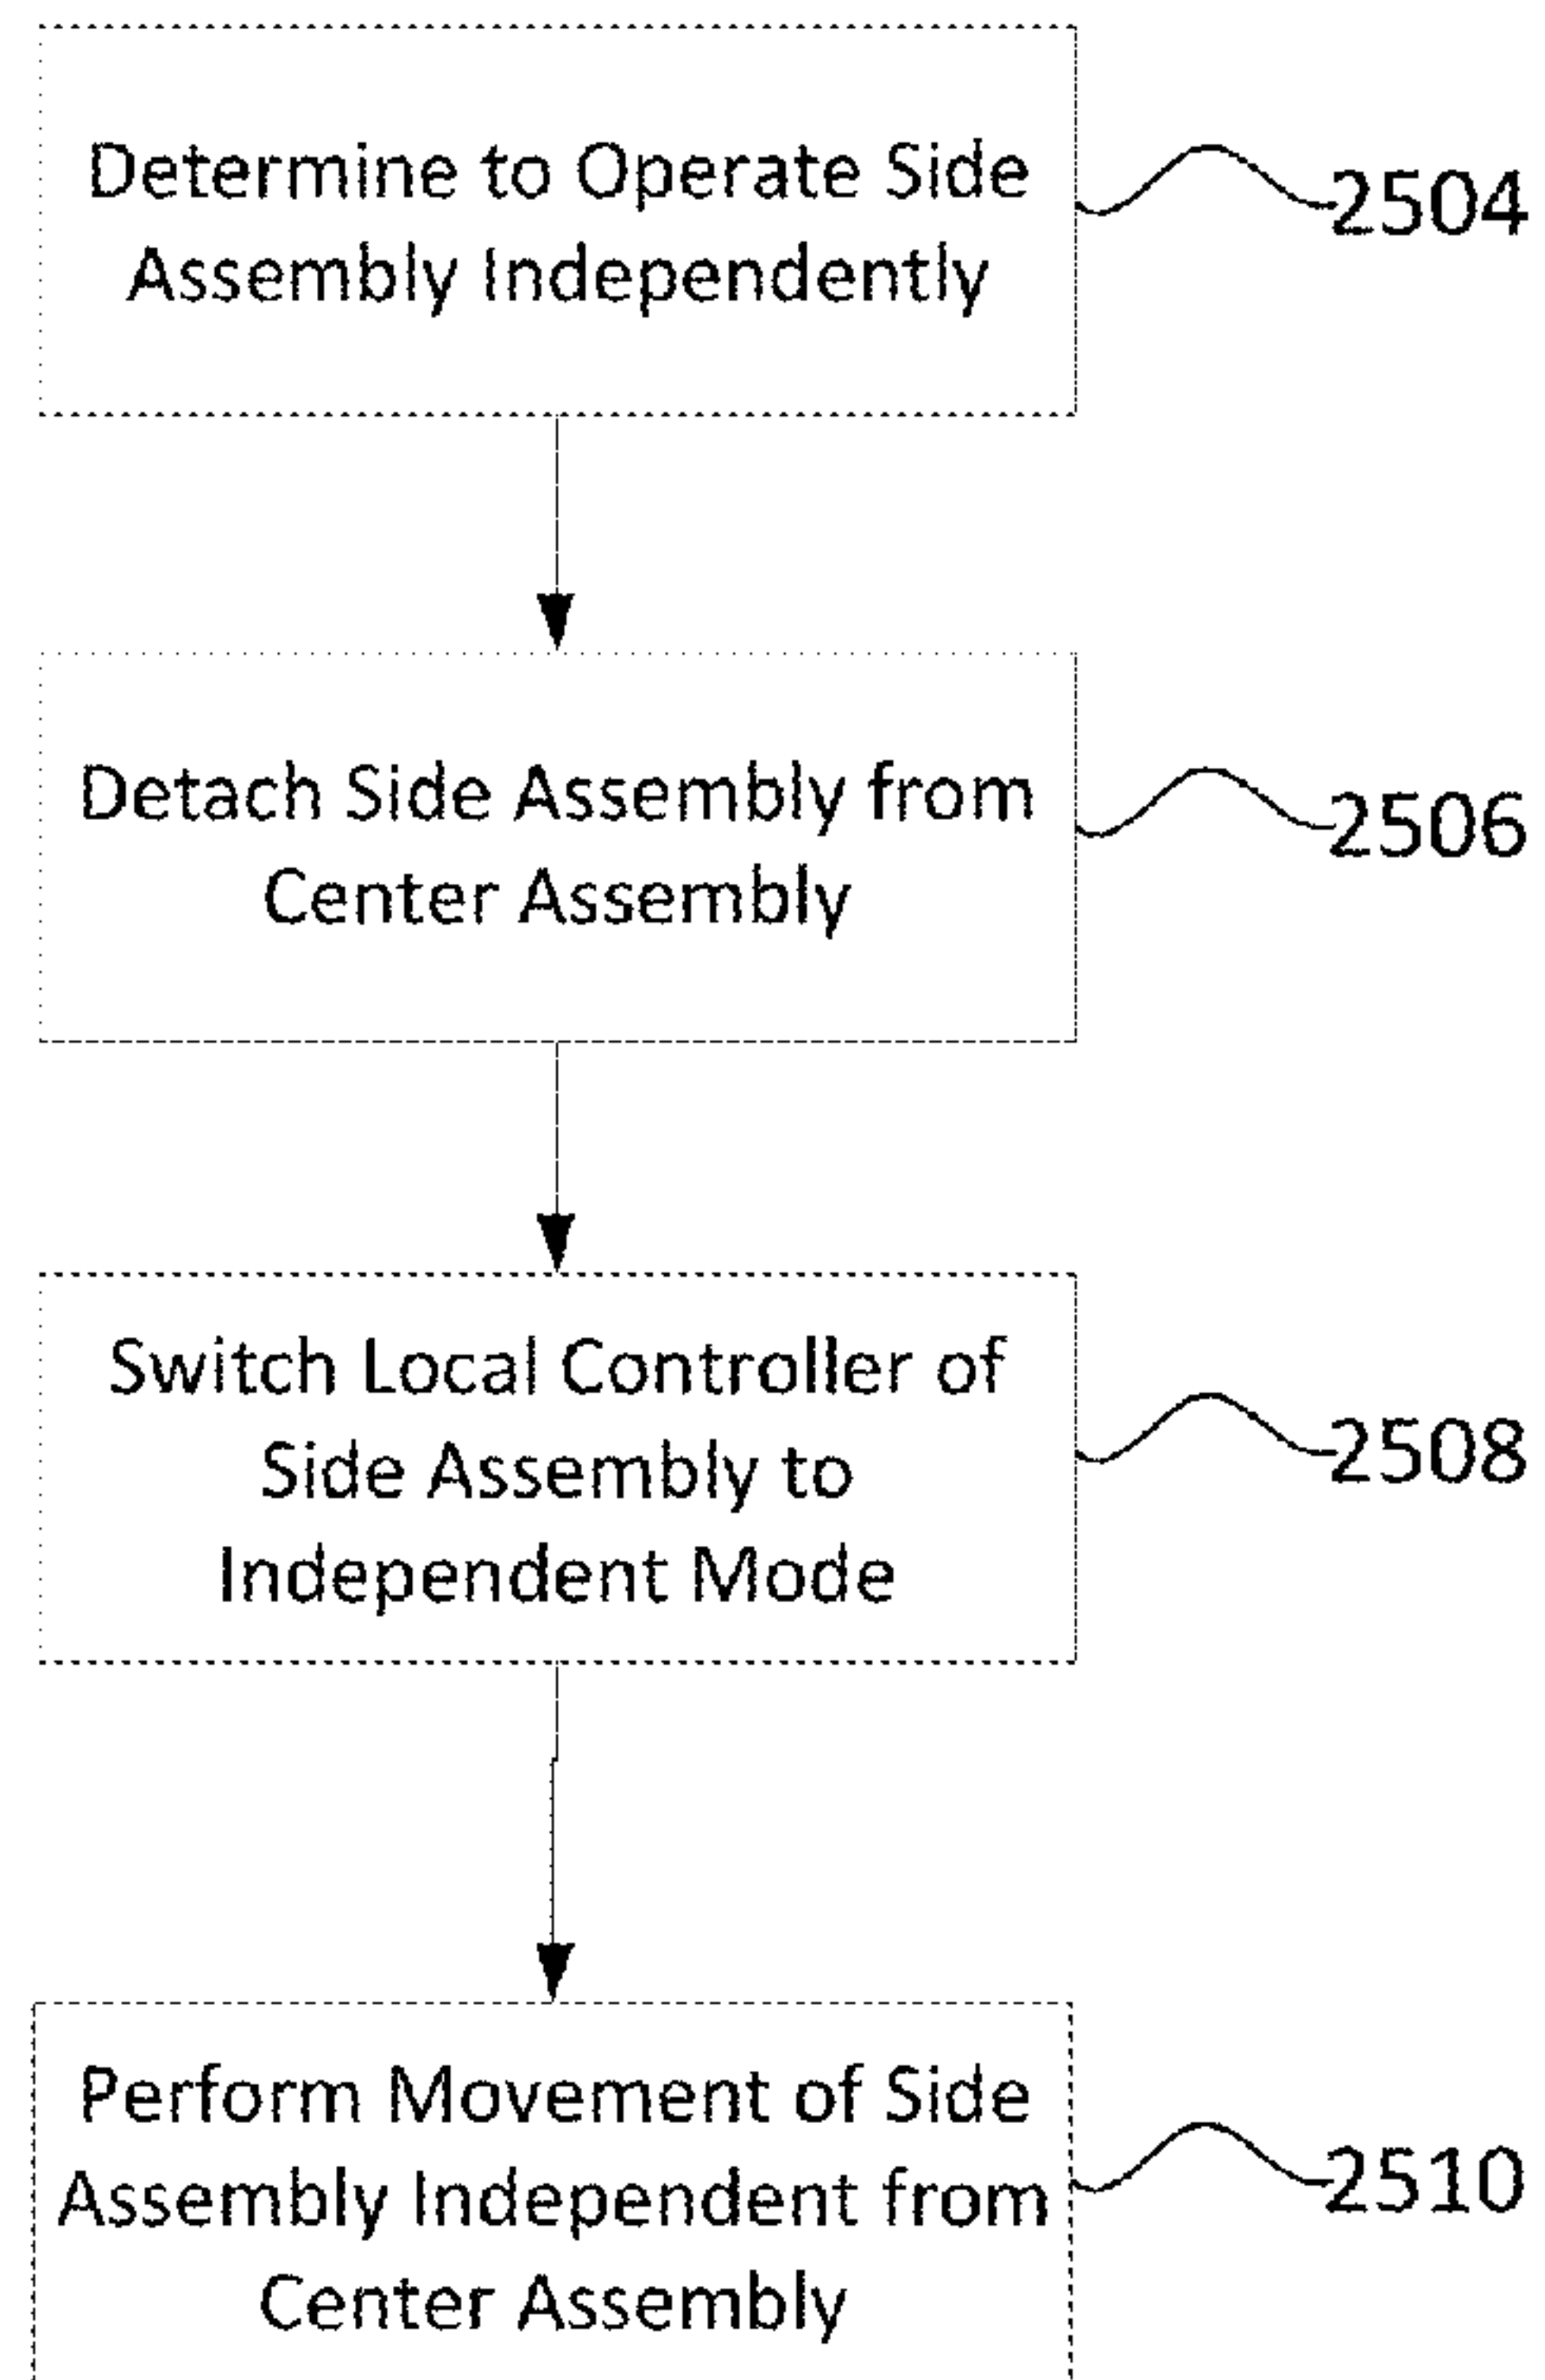 Determine to Operate Side
Assembly Independently
2504
Detach Side Assembly from
Center Assembly
2506
Switch Local Controller of
Side Assembly to
Independent Mode
2508
Perform Movement of Side
Assembly Independent from
Center Assembly
2510